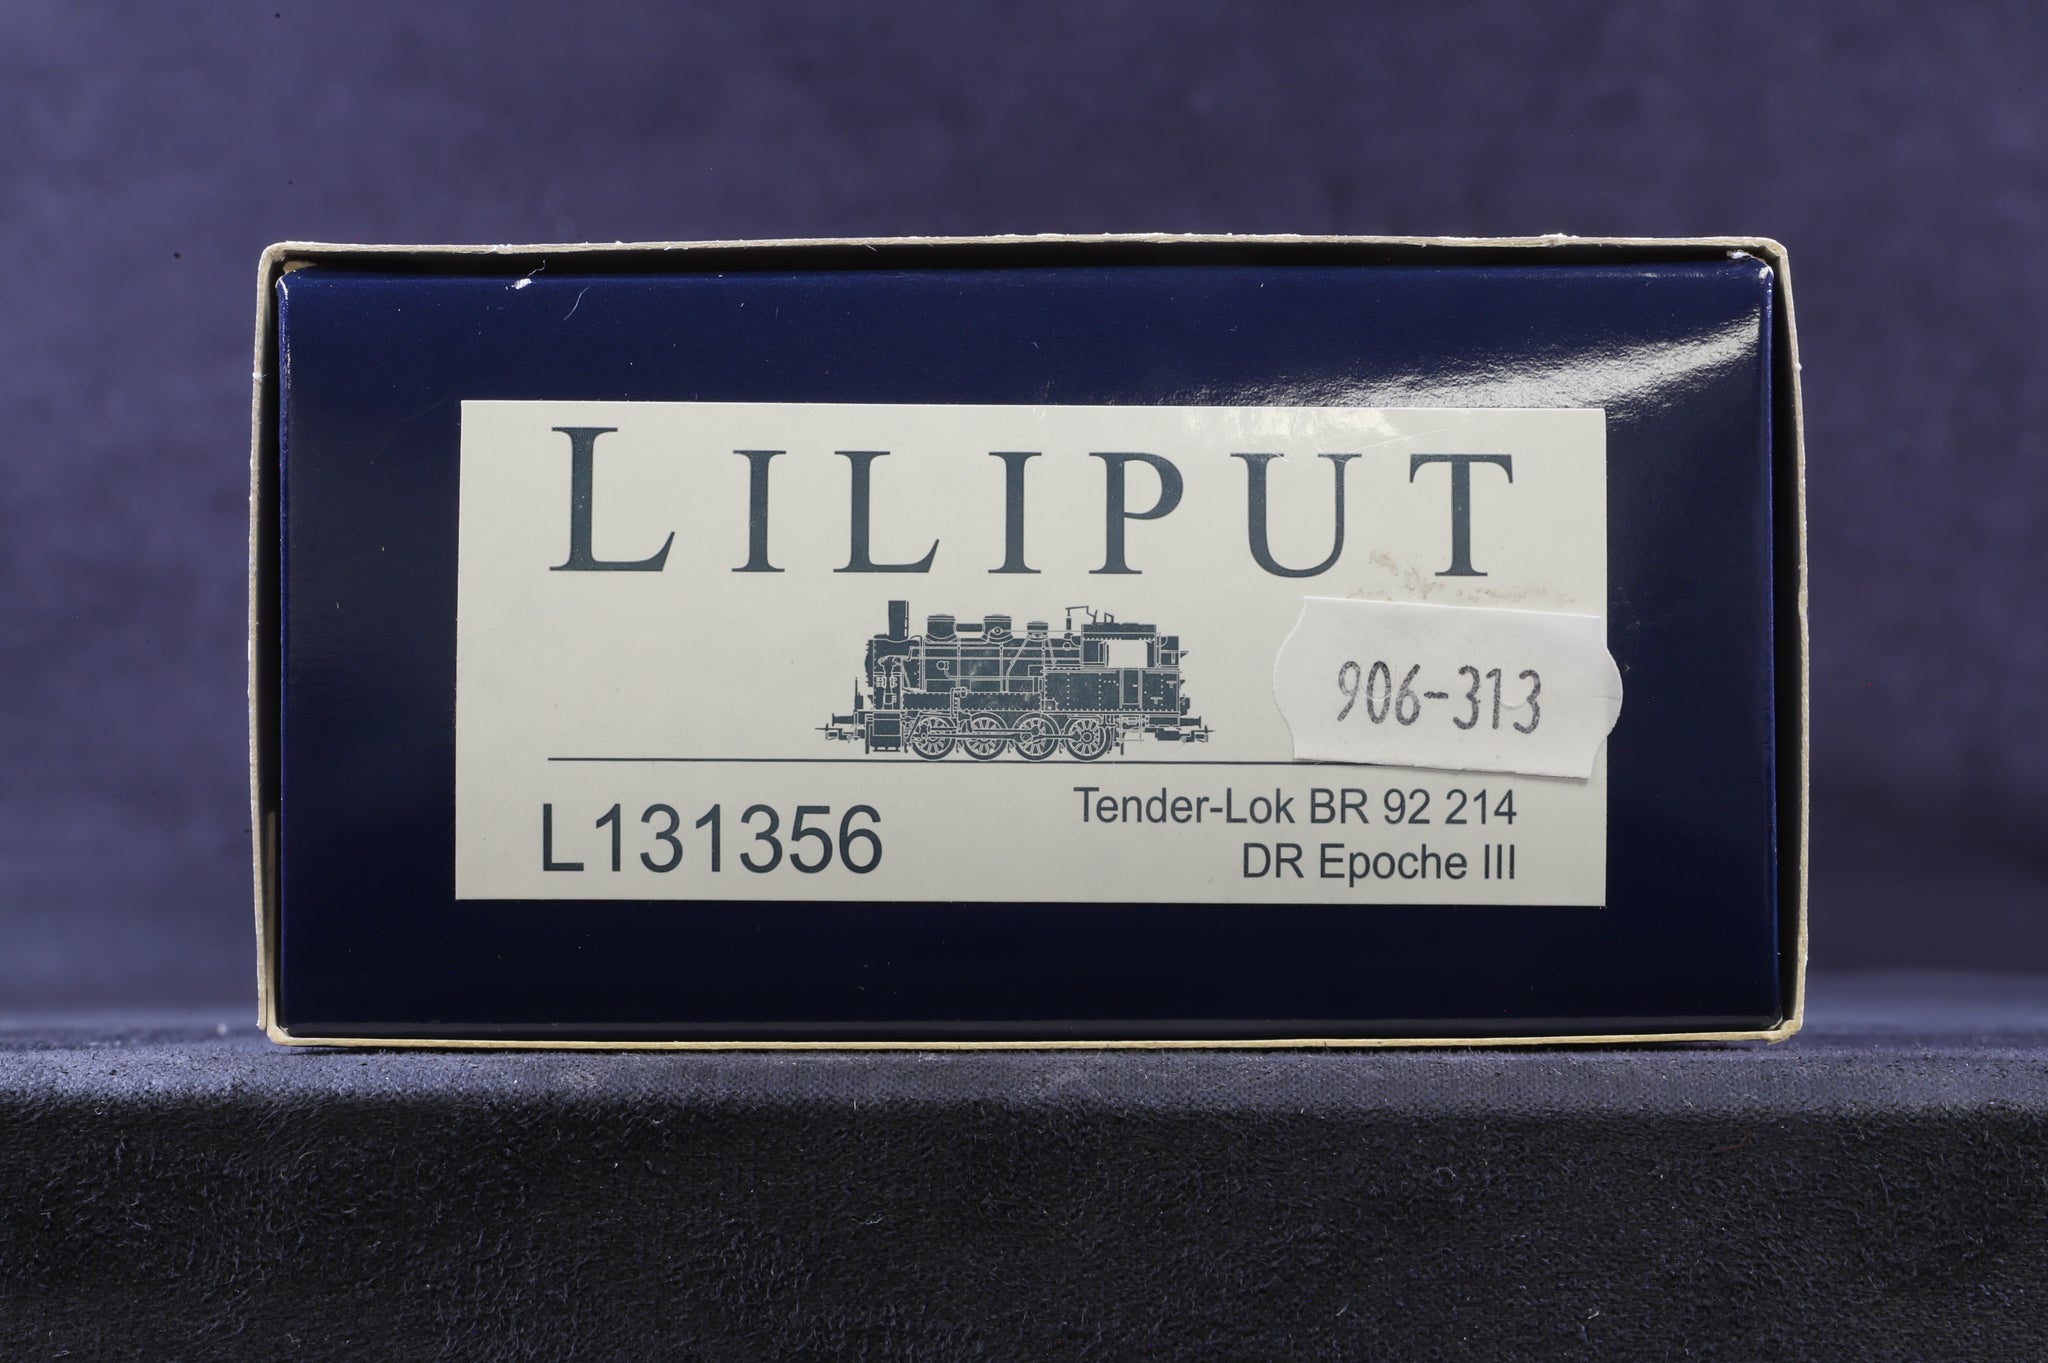 LILIPUT
906-313
L131356
Tender-Lok BR 92 214
DR Epoche III